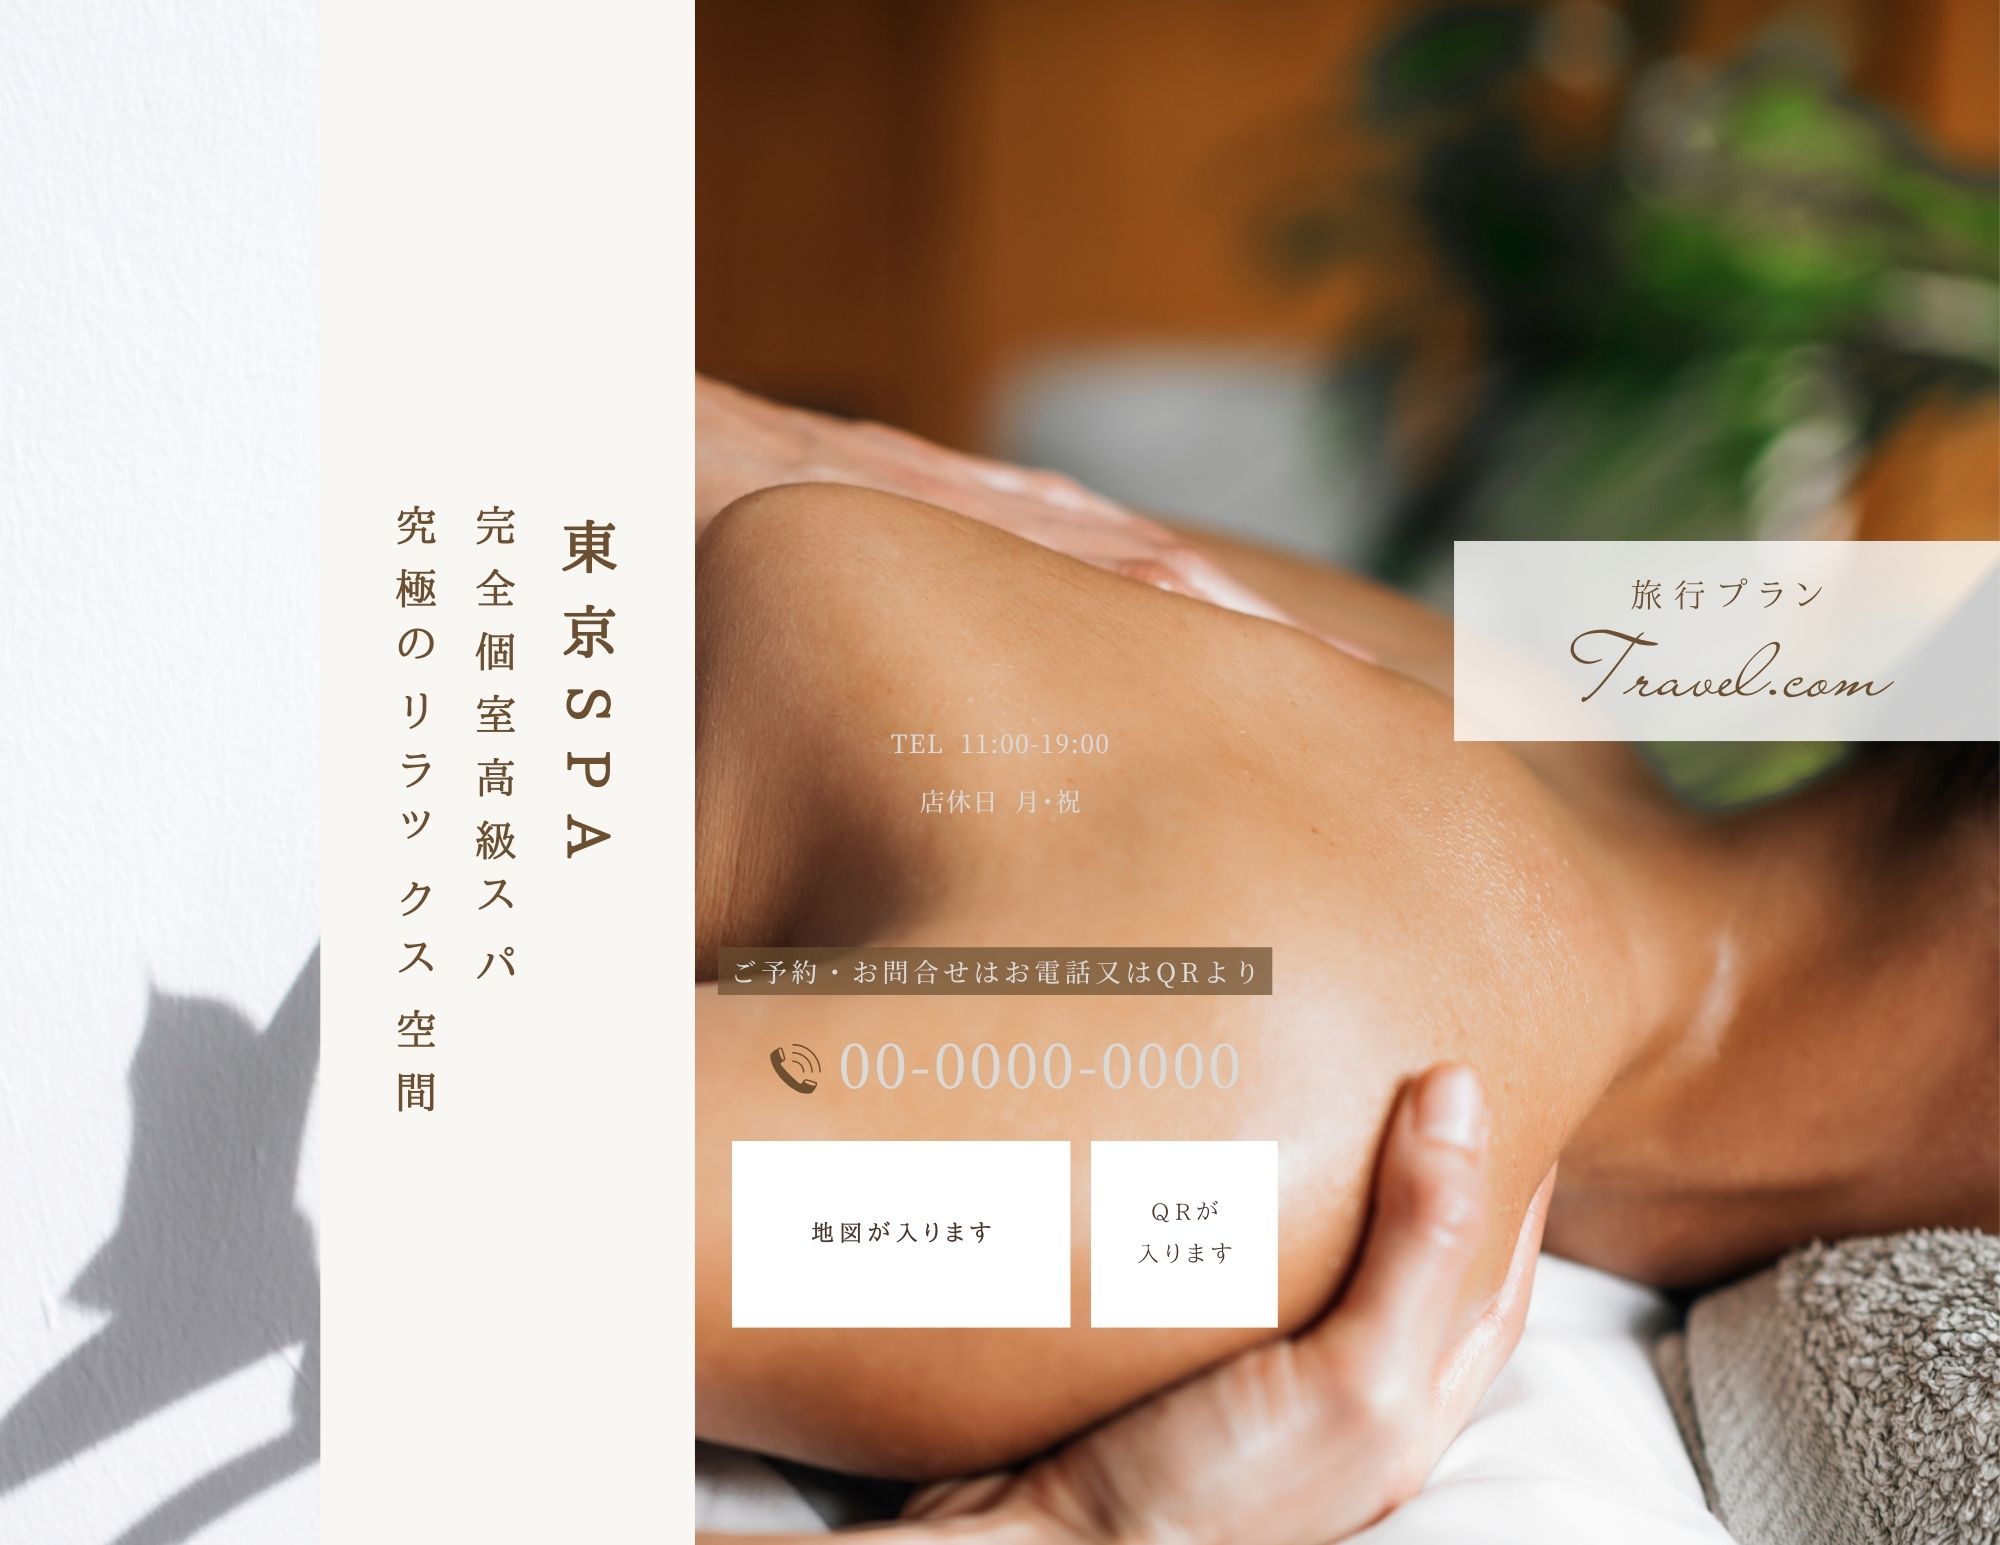 東京SPA
完全個室高級スパ
究極のリラックス空間
旅行プラン
Travel.com
TEL 11:00-19:00
店休日 月・祝
ご予約・お問合せはお電話又はQRより
00-0000-0000
地図が入ります
QRが
入ります